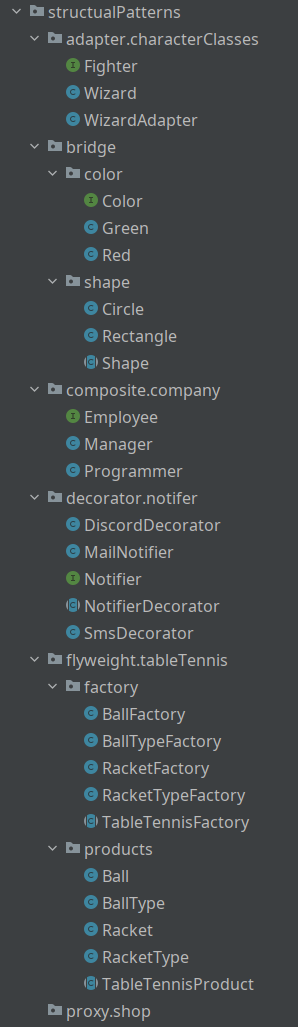 structualPatterns
adapter.characterClasses
Fighter
Wizard
WizardAdapter
bridge
color
Color
Green
Red
shape
Circle
Rectangle
Shape
composite.company
Employee
Manager
Programmer
decorator.notifer
DiscordDecorator
MailNotifier
Notifier
NotifierDecorator
SmsDecorator
flyweight.tableTennis
factory
BallFactory
BallTypeFactory
RacketFactory
RacketTypeFactory
TableTennisFactory
products
Ball
BallType
Racket
RacketType
TableTennisProduct
proxy.shop